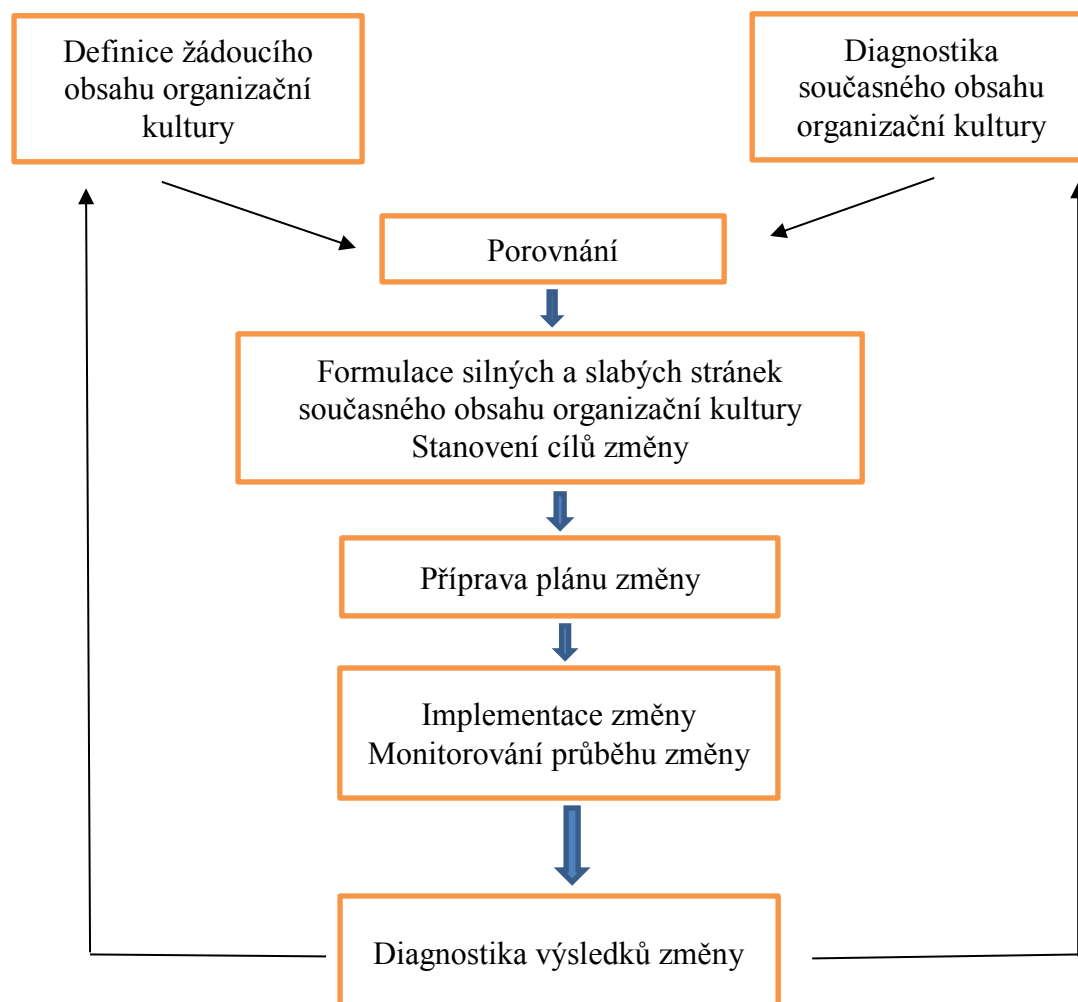 Definice žádoucího
obsahu organizační
kultury
Diagnostika
současného obsahu
organizační kultury
Porovnání
Formulace silných a slabých stránek
současného obsahu organizační kultury
Stanovení cílů změny
Příprava plánu změny
Implementace změny
Monitorování průběhu změny
Diagnostika výsledků změny